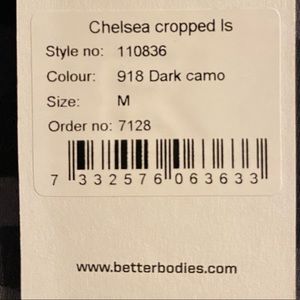 Chelsea cropped ls
Style no: 110836
Colour: 918 Dark camo
Size: M
Order no: 7128
7 332576 063633
www.betterbodies.com